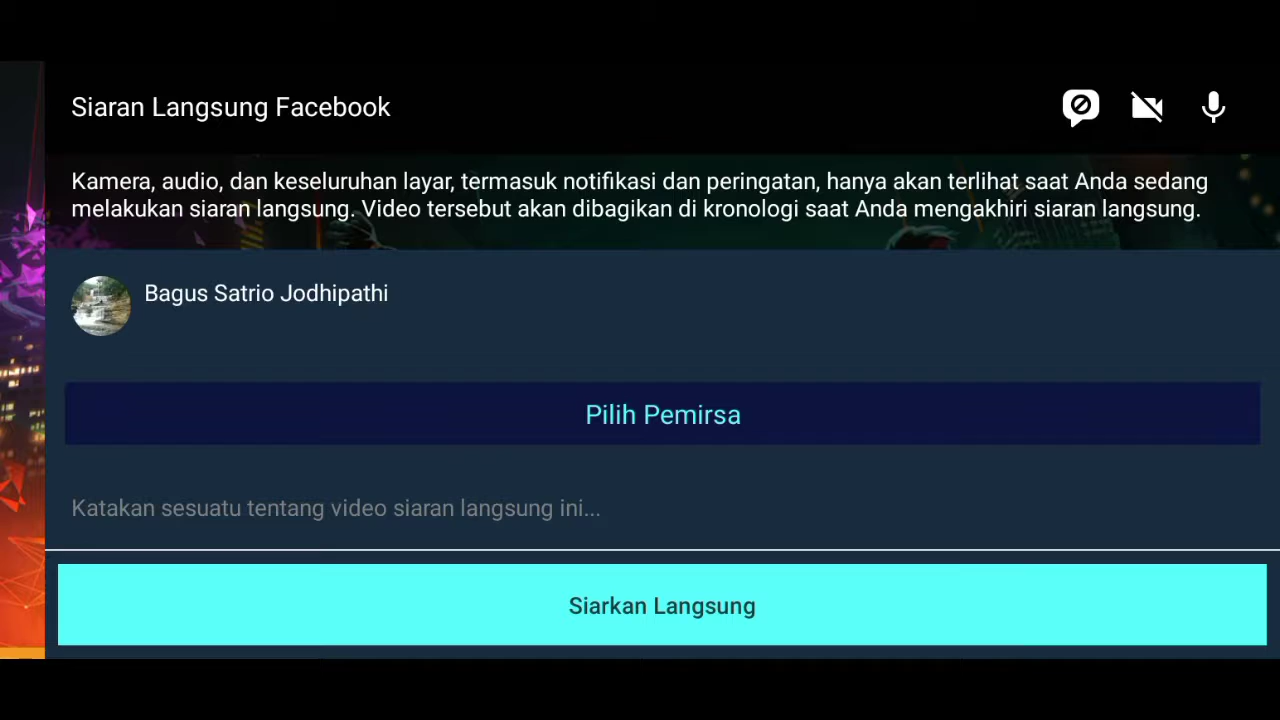 Siaran Langsung Facebook
Kamera, audio, dan keseluruhan layar, termasuk notifikasi dan peringatan, hanya akan terlihat saat Anda sedang
melakukan siaran langsung. Video tersebut akan dibagikan di kronologi saat Anda mengakhiri siaran langsung.
Bagus Satrio Jodhipathi
Pilih Pemirsa
Katakan sesuatu tentang video siaran langsung ini...
Siarkan Langsung